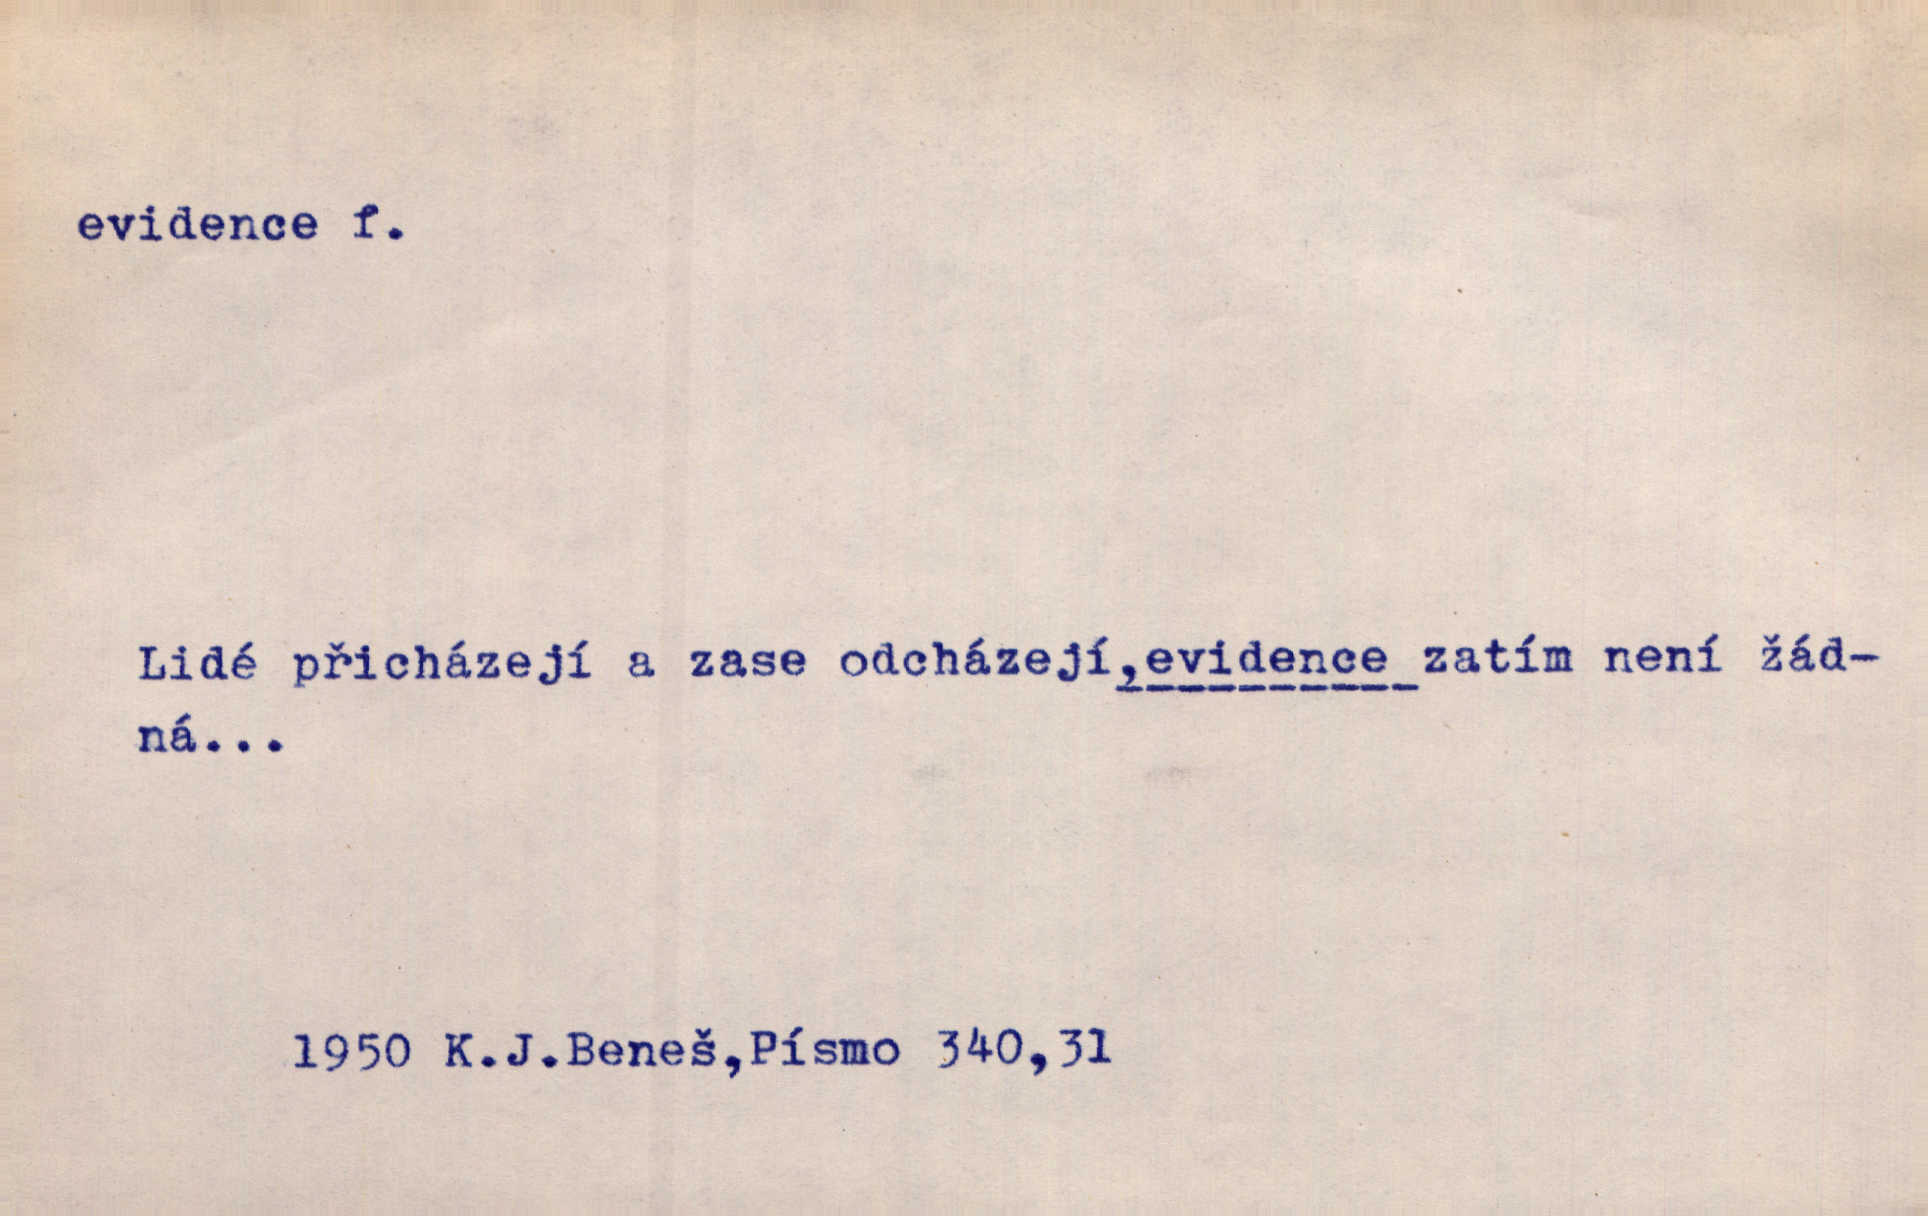 evidence f.
Lidé přicházejí a zase odcházejí,evidence zatím není žád-
ná...
1950 K.J.Beneš,Písmo 340,31